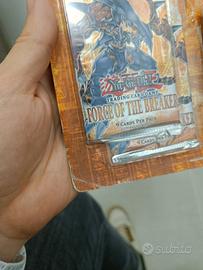 Yu-Gi-Oh!
TRADING CARD GAME
FORCE OF THE BREAKER
9 CARDS PER PACK
subito